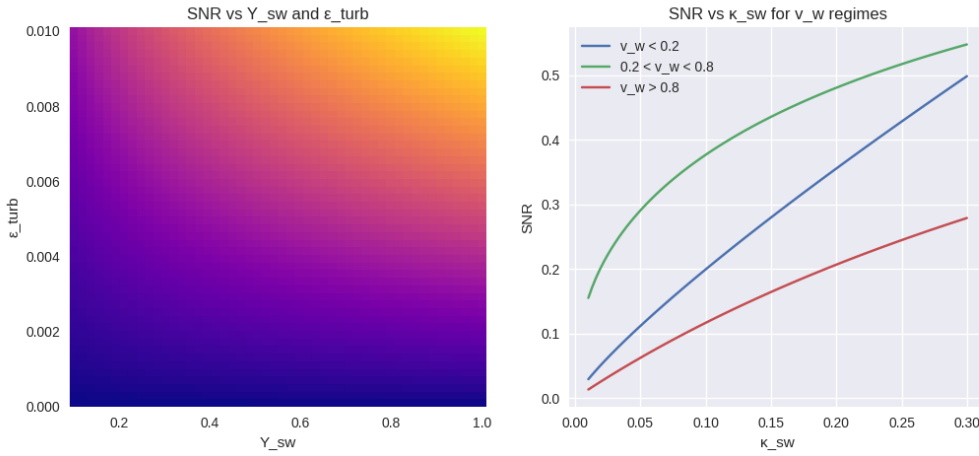 SNR vs Y_sw and ε_turb
0.010
0.008
0.006
0.004
0.002
0.000
ε_turb
0.2 0.4 0.6 0.8 1.0
Y_sw
SNR vs κ_sw for v_w regimes
v_w < 0.2
0.2 < v_w < 0.8
v_w > 0.8
0.5
0.4
0.3
0.2
0.1
0.0
SNR
0.00 0.05 0.10 0.15 0.20 0.25 0.30
κ_sw